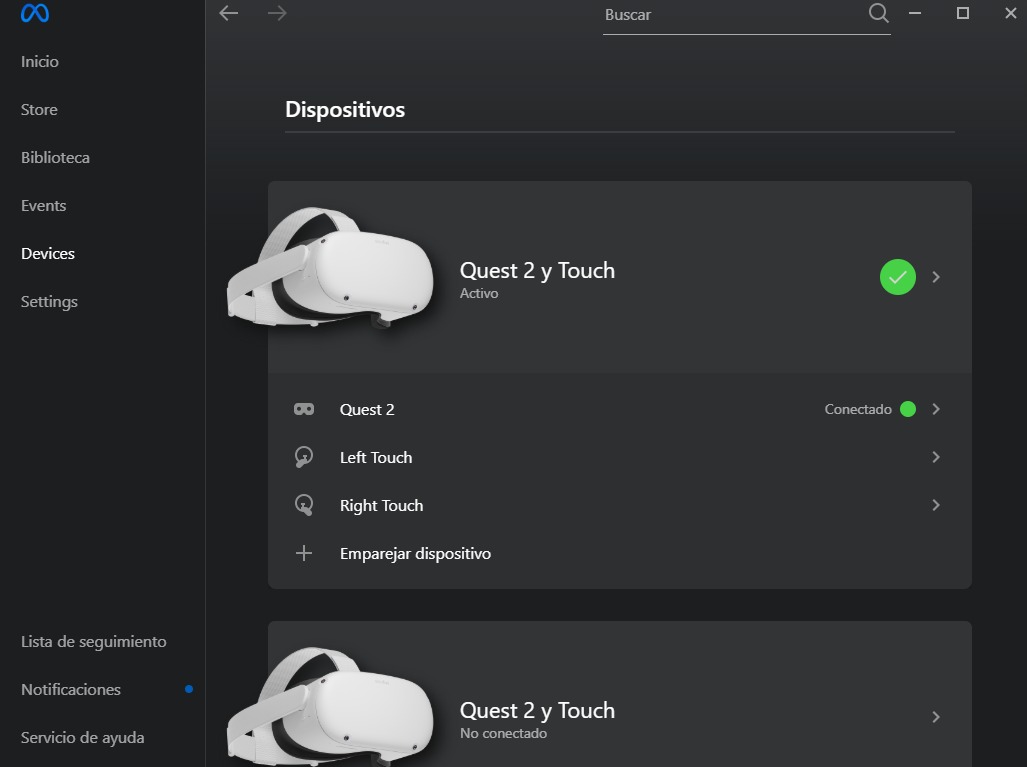 Buscar
Inicio
Store
Biblioteca
Events
Devices
Settings
Lista de seguimiento
Notificaciones
Servicio de ayuda
Dispositivos
Quest 2 y Touch
Activo
Quest 2
Conectado
Left Touch
Right Touch
Emparejar dispositivo
Quest 2 y Touch
No conectado